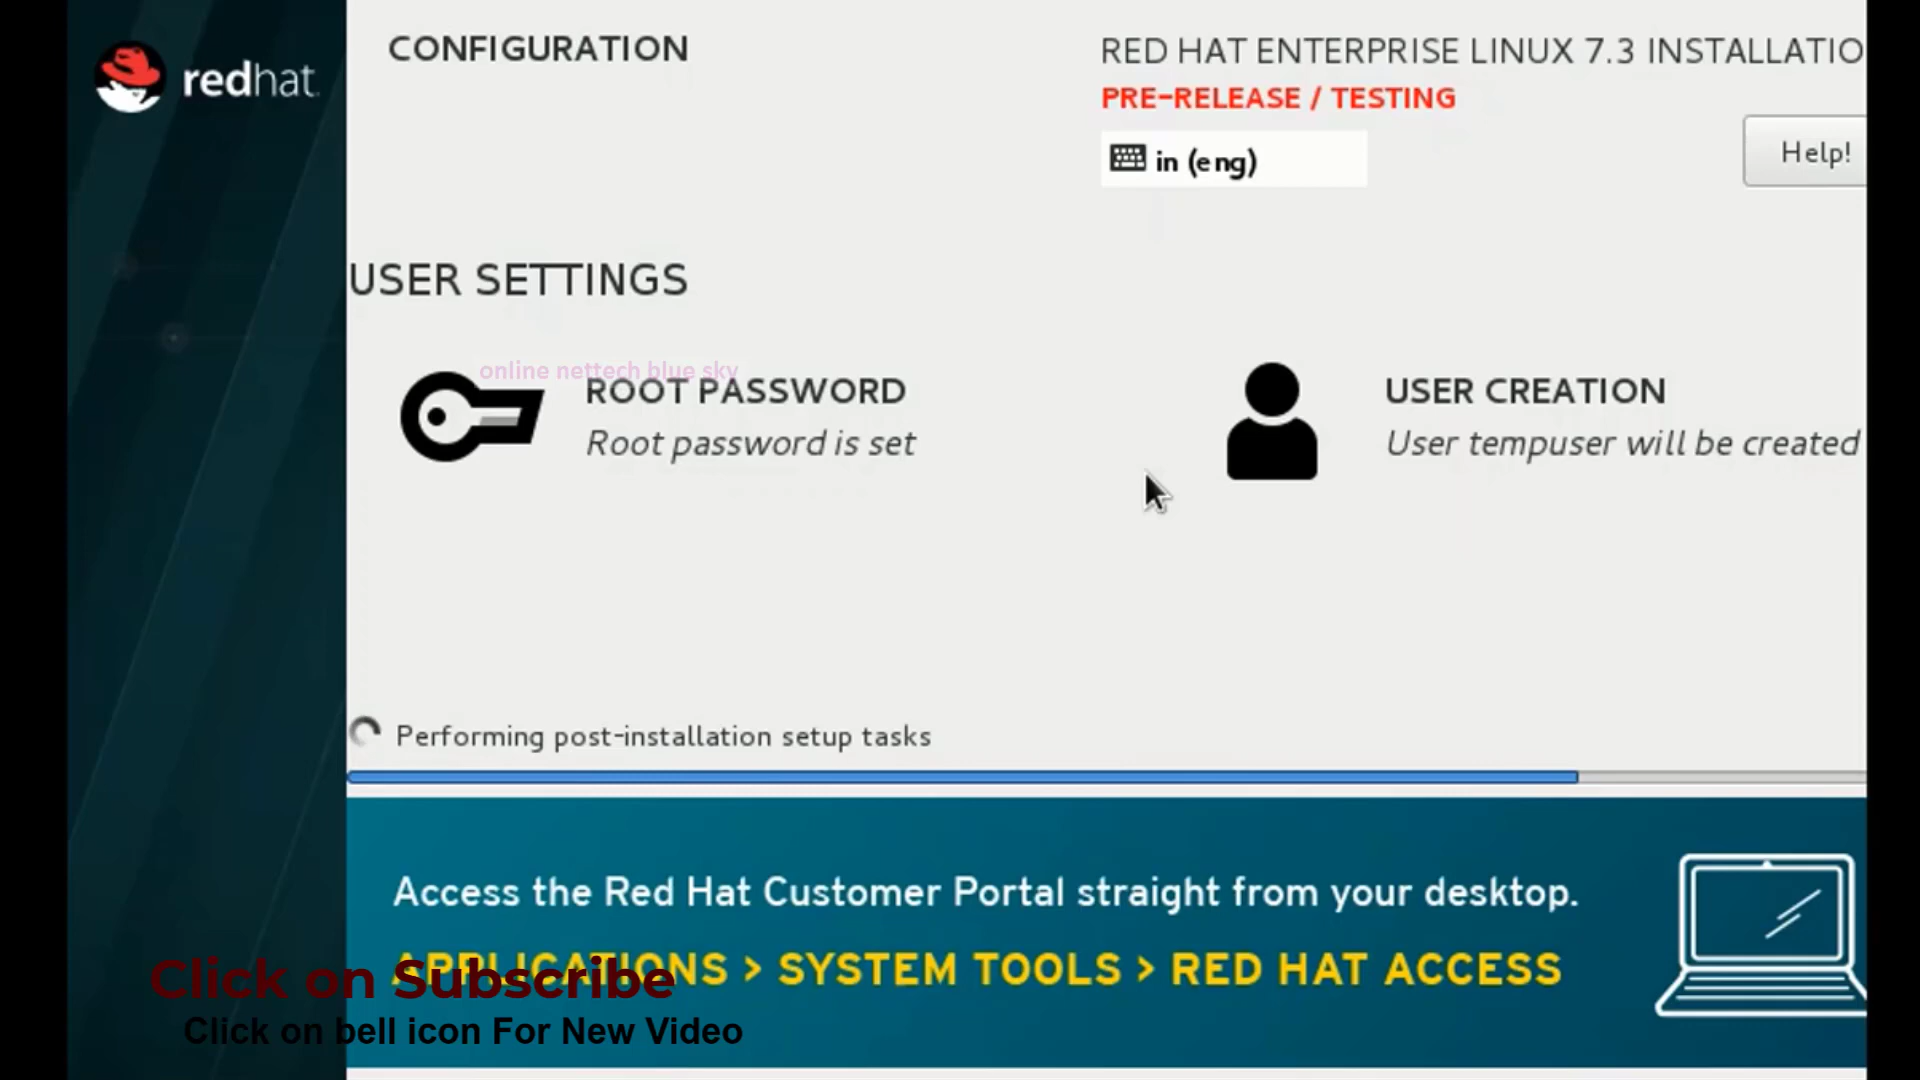 redhat.
CONFIGURATION
RED HAT ENTERPRISE LINUX 7.3 INSTALLATIO
PRE-RELEASE / TESTING
in (eng)
Help!
USER SETTINGS
online nettech blue sky
ROOT PASSWORD
Root password is set
USER CREATION
User tempuser will be created
Performing post-installation setup tasks
Access the Red Hat Customer Portal straight from your desktop.
APPLICATIONS > SYSTEM TOOLS > RED HAT ACCESS
Click on Subscribe
Click on bell icon For New Video